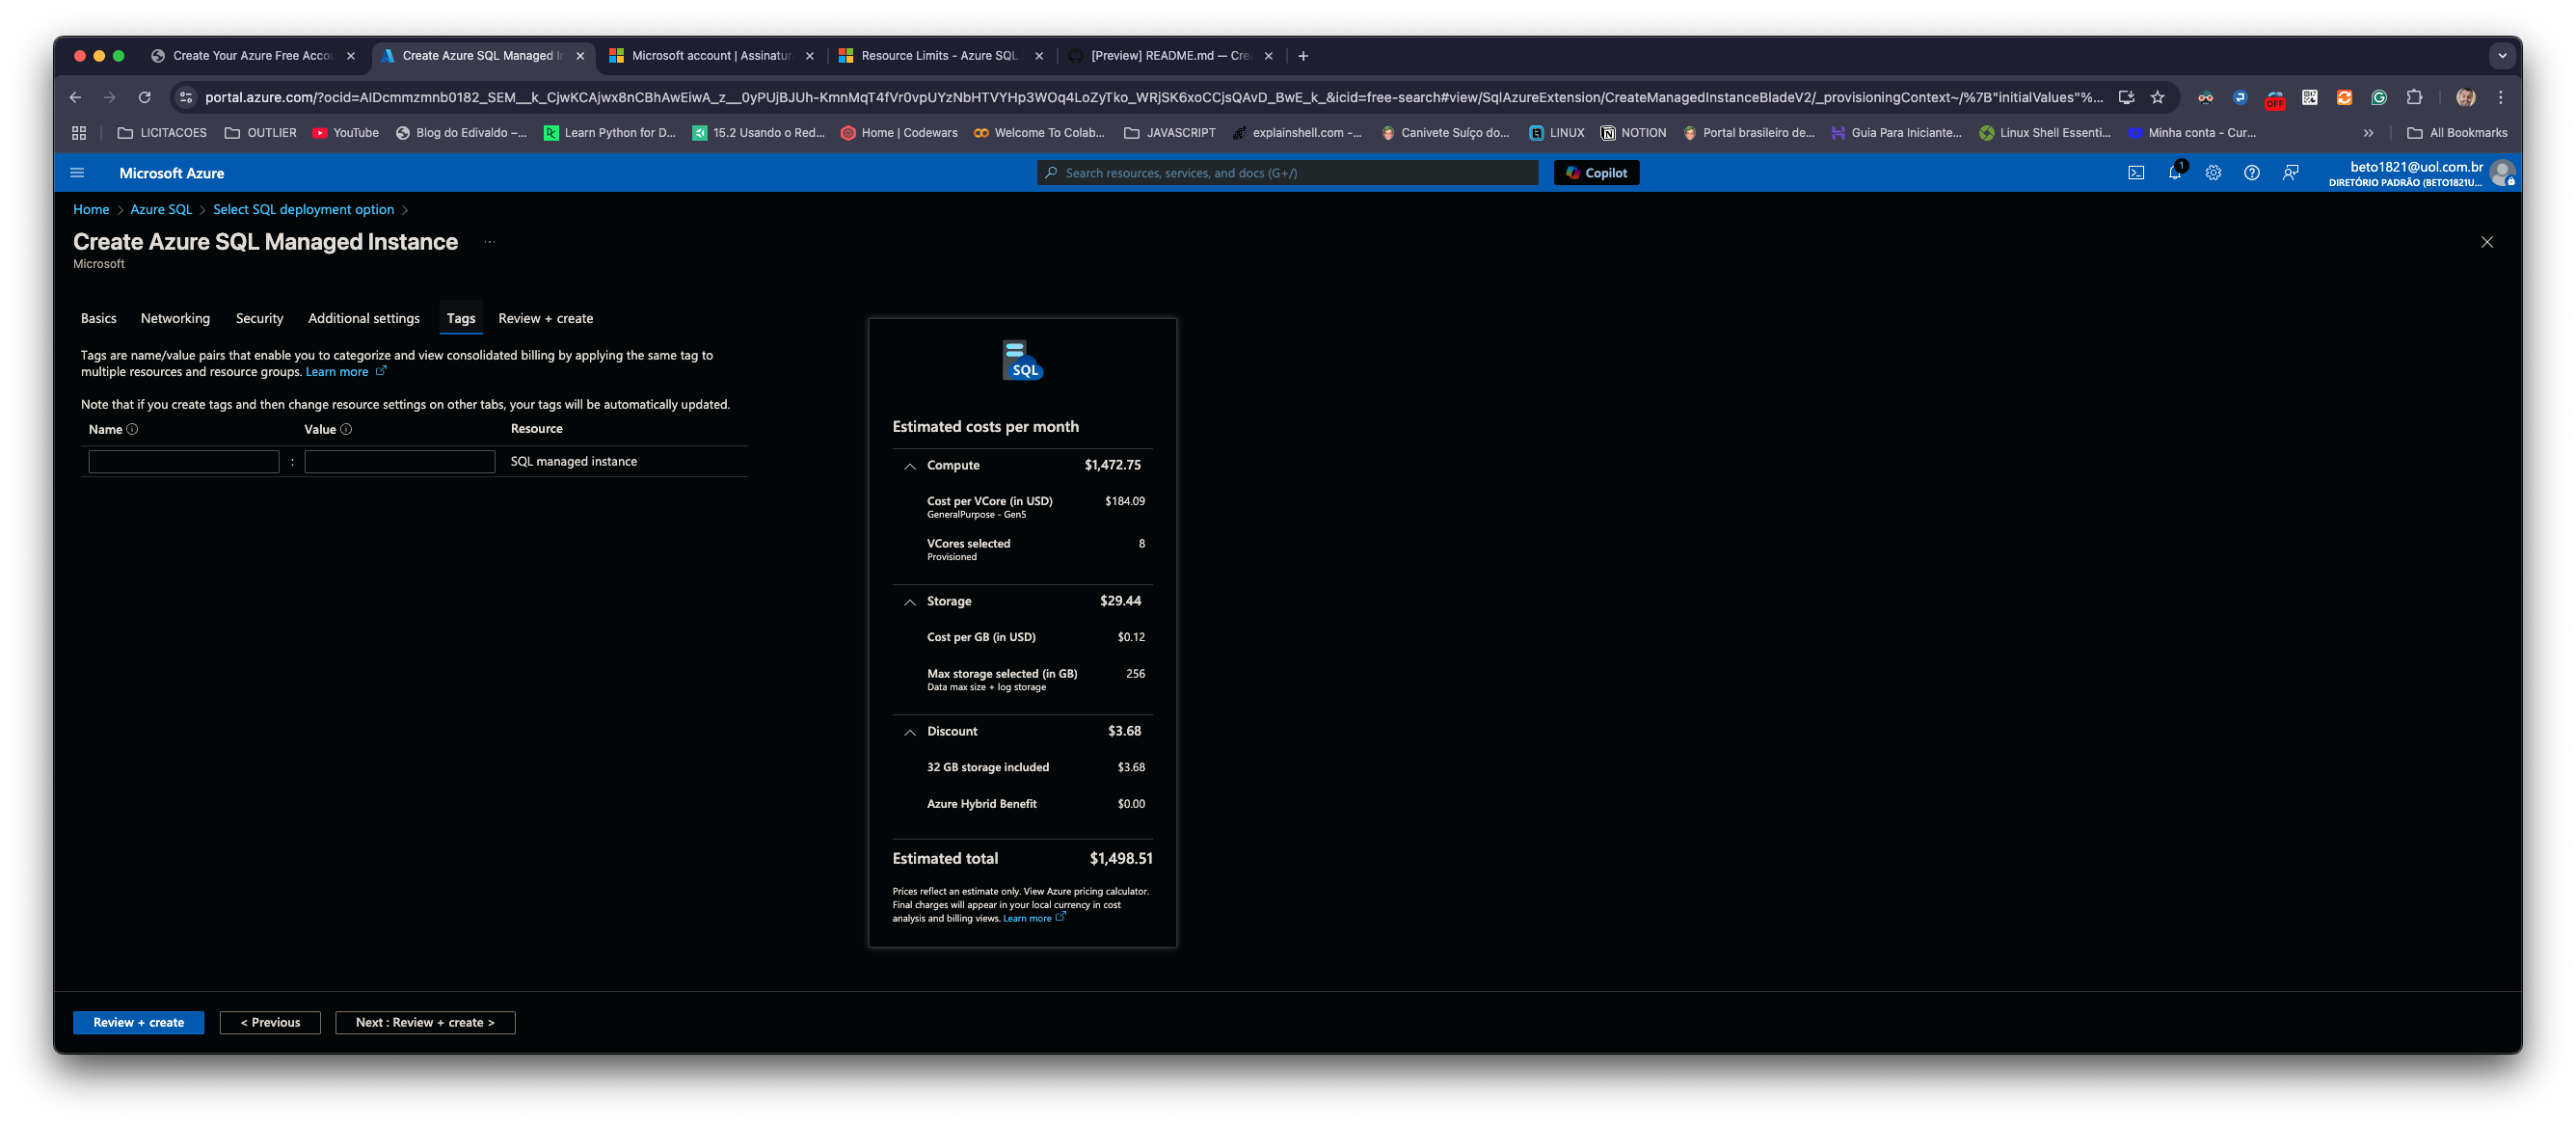 Create Your Azure Free Accou
Create Azure SQL Managed In
Microsoft account | Assinatura
Resource Limits - Azure SQL
[Preview] README.md — Crea
portal.azure.com/?ocid=AIDcmmzmnb0182_SEM__k_CjwKCAjwx8nCBhAwEiwA_z__0yPUjBJUh-KmnMqT4fVr0vpUYzNbHTVYHp3WOq4LoZyTko_WRjSK6xoCCjsQAvD_BwE_k_&icid=free-search#view/SqlAzureExtension/CreateManagedInstanceBladeV2/_provisioningContext~/%7B"initialValues"%...
OFF
LICITACOES
OUTLIER
YouTube
Blog do Edivaldo –...
Learn Python for D...
15.2 Usando o Red...
Home | Codewars
Welcome To Colab...
JAVASCRIPT
explainshell.com -...
Canivete Suíço do...
LINUX
NOTION
Portal brasileiro de...
Guia Para Iniciante...
Linux Shell Essenti...
Minha conta - Cur...
All Bookmarks
Microsoft Azure
Search resources, services, and docs (G+/)
Copilot
1
beto1821@uol.com.br
DIRETÓRIO PADRÃO (BETO1821U...
Home > Azure SQL > Select SQL deployment option >
Create Azure SQL Managed Instance ...
Microsoft
Basics
Networking
Security
Additional settings
Tags
Review + create
Tags are name/value pairs that enable you to categorize and view consolidated billing by applying the same tag to
multiple resources and resource groups. Learn more
Note that if you create tags and then change resource settings on other tabs, your tags will be automatically updated.
Name
Value
Resource
:
SQL managed instance
SQL
Estimated costs per month
Compute $1,472.75
Cost per VCore (in USD) $184.09
GeneralPurpose - Gen5
VCores selected 8
Provisioned
Storage $29.44
Cost per GB (in USD) $0.12
Max storage selected (in GB) 256
Data max size + log storage
Discount $3.68
32 GB storage included $3.68
Azure Hybrid Benefit $0.00
Estimated total $1,498.51
Prices reflect an estimate only. View Azure pricing calculator.
Final charges will appear in your local currency in cost
analysis and billing views. Learn more
Review + create
< Previous
Next : Review + create >